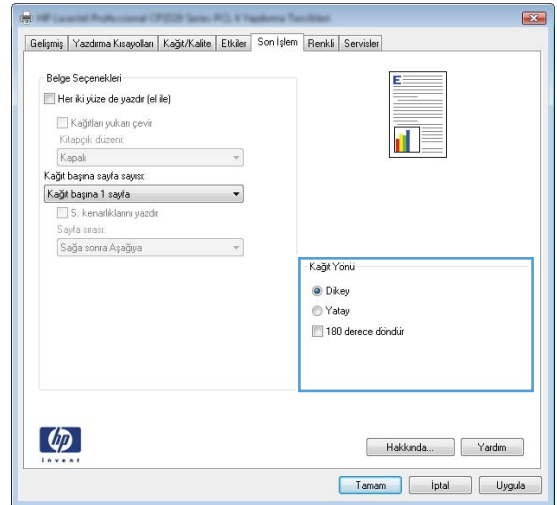 Gelişmiş Yazdırma Kısayolları Kağıt/Kalite Etkiler Son İşlem Renkli Servisler
Belge Seçenekleri
Her iki yüze de yazdır (el ile)
Kağıtları yukarı çevir
Kitapçık düzeni:
Kapalı
Kağıt başına sayfa sayısı:
Kağıt başına 1 sayfa
S. kenarlıklarını yazdır
Sayfa sırası:
Sağa sonra Aşağıya
E
Kağıt Yönü
Dikey
Yatay
180 derece döndür
hp
invent
Hakkında... Yardım
Tamam İptal Uygula